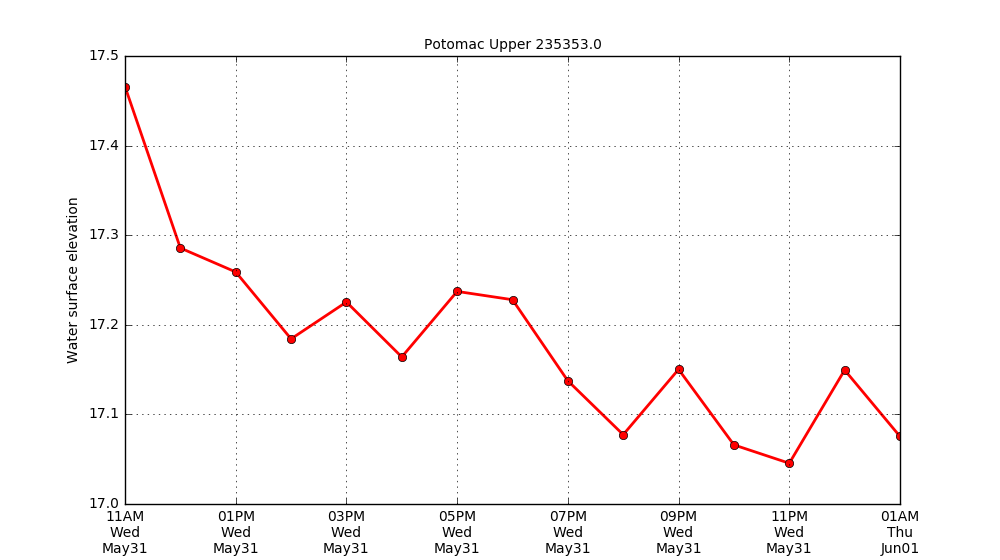 Potomac Upper 235353.0
17.5
17.4
17.3
17.2
17.1
17.0
Water surface elevation
11AM 01PM 03PM 05PM 07PM 09PM 11PM 01AM
Wed Wed Wed Wed Wed Wed Wed Thu
May31 May31 May31 May31 May31 May31 May31 Jun01